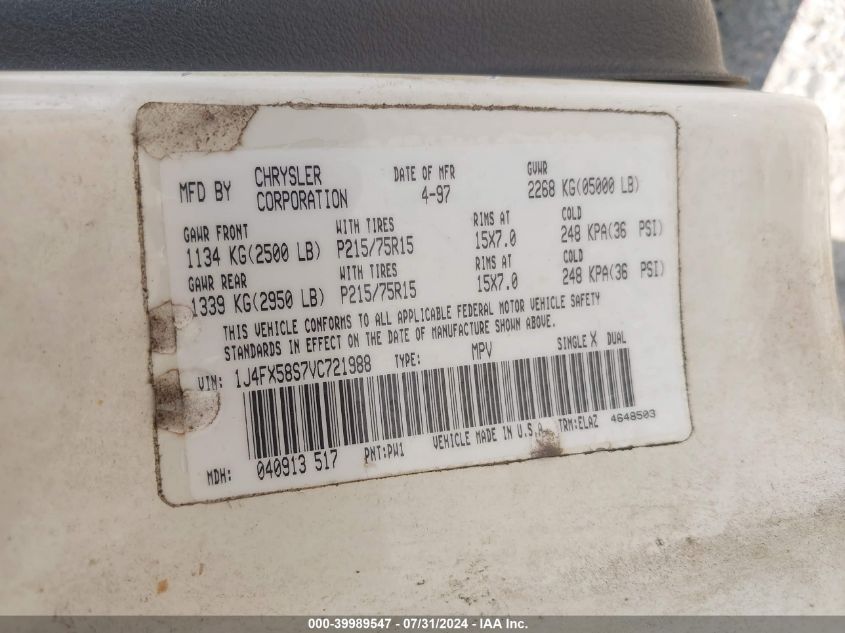 MFD BY CHRYSLER CORPORATION DATE OF MFR 4-97 GVWR 2268 KG(05000 LB)
GAWR FRONT WITH TIRES RIMS AT COLD
1134 KG(2500 LB) P215/75R15 15X7.0 248 KPA(36 PSI)
GAWR REAR WITH TIRES RIMS AT COLD
1339 KG(2950 LB) P215/75R15 15X7.0 248 KPA(36 PSI)
THIS VEHICLE CONFORMS TO ALL APPLICABLE FEDERAL MOTOR VEHICLE SAFETY
STANDARDS IN EFFECT ON THE DATE OF MANUFACTURE SHOWN ABOVE.
VIN: 1J4FX58S7VC721988 TYPE: MPV SINGLE X DUAL
MDH: 040913 517 PNT:PW1 VEHICLE MADE IN U.S.A. TRM:ELAZ 4648503
000-39989547 - 07/31/2024 - IAA Inc.